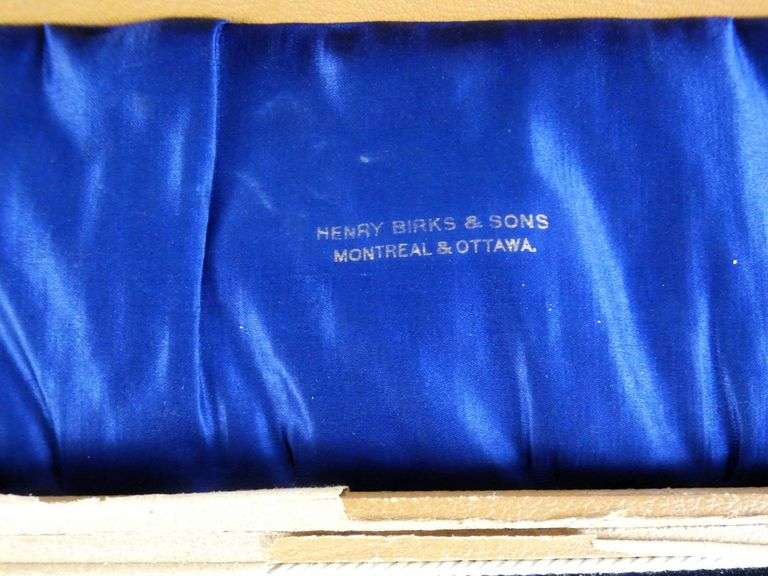 HENRY BIRKS & SONS
MONTREAL & OTTAWA.